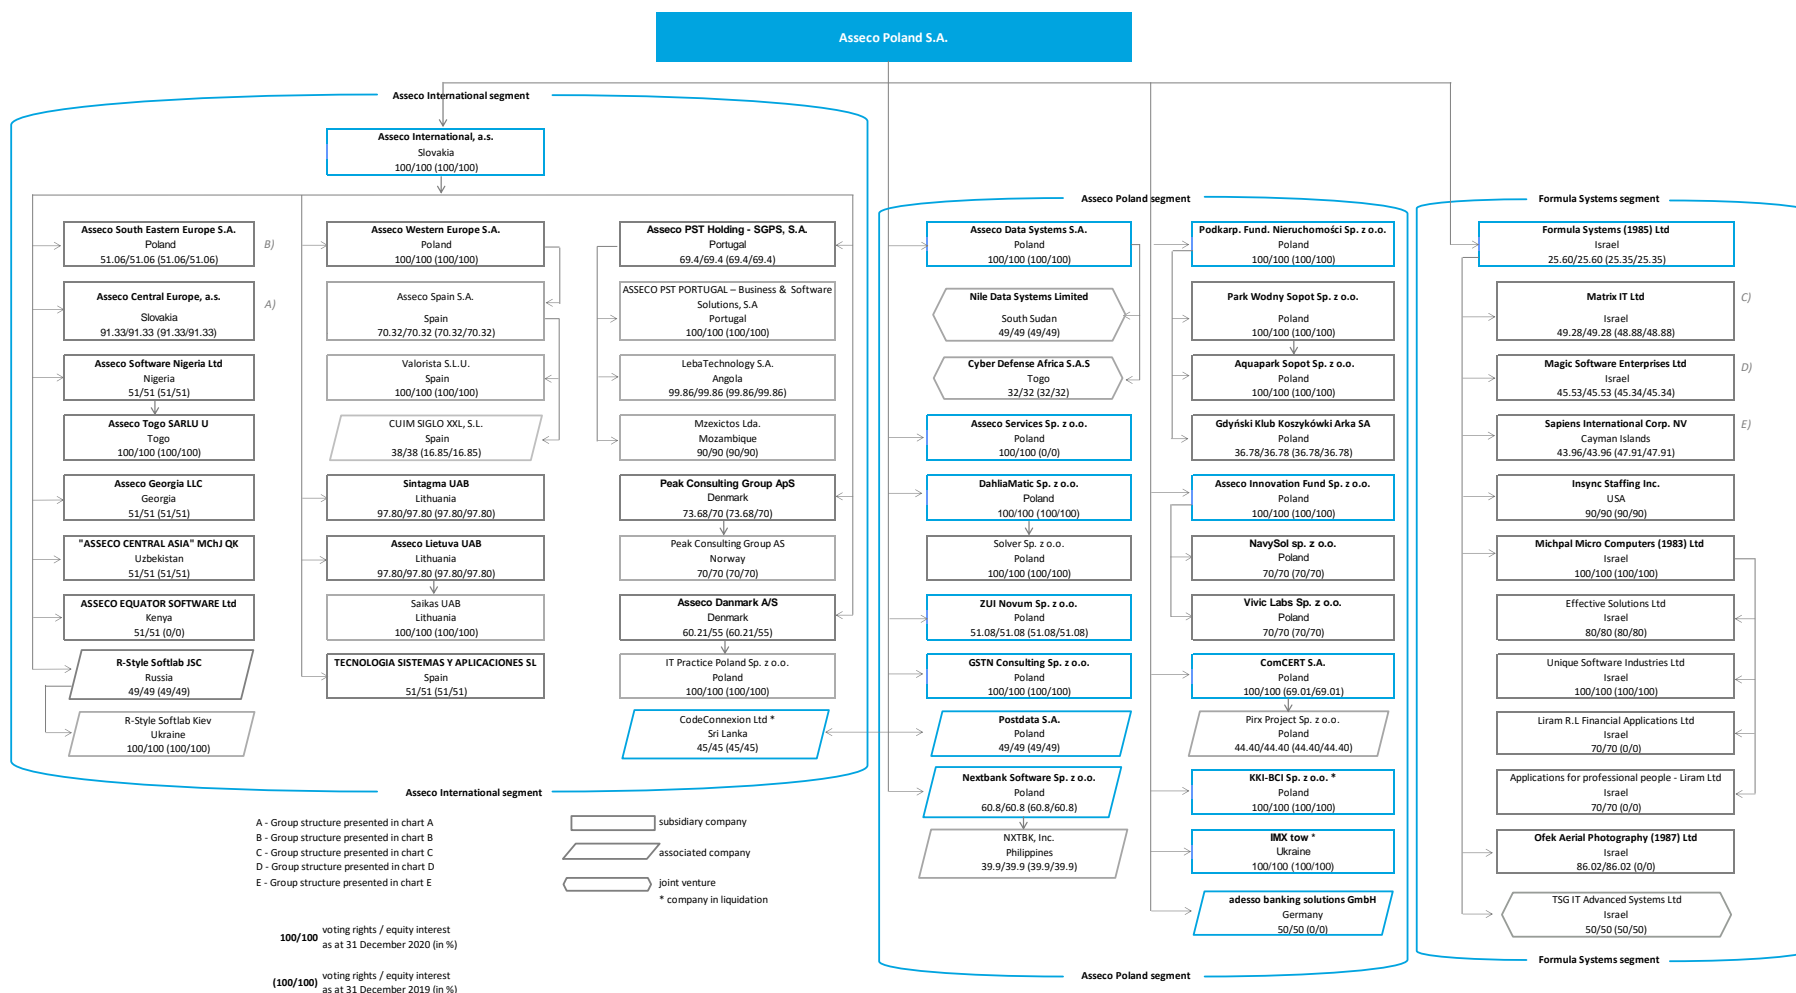 Asseco Poland S.A.
Asseco International segment
Asseco International, a.s.
Slovakia
100/100 (100/100)
Asseco South Eastern Europe S.A.
Poland
51.06/51.06 (51.06/51.06)
B)
Asseco Central Europe, a.s.
Slovakia
91.33/91.33 (91.33/91.33)
A)
Asseco Software Nigeria Ltd
Nigeria
51/51 (51/51)
Asseco Togo SARLU U
Togo
100/100 (100/100)
Asseco Georgia LLC
Georgia
51/51 (51/51)
"ASSECO CENTRAL ASIA" MChJ QK
Uzbekistan
51/51 (51/51)
ASSECO EQUATOR SOFTWARE Ltd
Kenya
51/51 (0/0)
R-Style Softlab JSC
Russia
49/49 (49/49)
R-Style Softlab Kiev
Ukraine
100/100 (100/100)
Asseco Western Europe S.A.
Poland
100/100 (100/100)
Asseco Spain S.A.
Spain
70.32/70.32 (70.32/70.32)
Valorista S.L.U.
Spain
100/100 (100/100)
CUIM SIGLO XXL, S.L.
Spain
38/38 (16.85/16.85)
Sintagma UAB
Lithuania
97.80/97.80 (97.80/97.80)
Asseco Lietuva UAB
Lithuania
97.80/97.80 (97.80/97.80)
Saikas UAB
Lithuania
100/100 (100/100)
TECNOLOGIA SISTEMAS Y APLICACIONES SL
Spain
51/51 (51/51)
Asseco PST Holding - SGPS, S.A.
Portugal
69.4/69.4 (69.4/69.4)
ASSECO PST PORTUGAL – Business & Software
Solutions, S.A
Portugal
100/100 (100/100)
LebaTechnology S.A.
Angola
99.86/99.86 (99.86/99.86)
Mzexictos Lda.
Mozambique
90/90 (90/90)
Peak Consulting Group ApS
Denmark
73.68/70 (73.68/70)
Peak Consulting Group AS
Norway
70/70 (70/70)
Asseco Danmark A/S
Denmark
60.21/55 (60.21/55)
IT Practice Poland Sp. z o.o.
Poland
100/100 (100/100)
CodeConnexion Ltd *
Sri Lanka
45/45 (45/45)
Asseco International segment
Asseco Poland segment
Asseco Data Systems S.A.
Poland
100/100 (100/100)
Nile Data Systems Limited
South Sudan
49/49 (49/49)
Cyber Defense Africa S.A.S
Togo
32/32 (32/32)
Asseco Services Sp. z o.o.
Poland
100/100 (0/0)
DahliaMatic Sp. z o.o.
Poland
100/100 (100/100)
Solver Sp. z o.o.
Poland
100/100 (100/100)
ZUI Novum Sp. z o.o.
Poland
51.08/51.08 (51.08/51.08)
GSTN Consulting Sp. z o.o.
Poland
100/100 (100/100)
Postdata S.A.
Poland
49/49 (49/49)
Nextbank Software Sp. z o.o.
Poland
60.8/60.8 (60.8/60.8)
NXTBK, Inc.
Philippines
39.9/39.9 (39.9/39.9)
Podkarp. Fund. Nieruchomości Sp. z o.o.
Poland
100/100 (100/100)
Park Wodny Sopot Sp. z o.o.
Poland
100/100 (100/100)
Aquapark Sopot Sp. z o.o.
Poland
100/100 (100/100)
Gdyński Klub Koszykówki Arka SA
Poland
36.78/36.78 (36.78/36.78)
Asseco Innovation Fund Sp. z o.o.
Poland
100/100 (100/100)
NavySol sp. z o.o.
Poland
70/70 (70/70)
Vivic Labs Sp. z o.o.
Poland
70/70 (70/70)
ComCERT S.A.
Poland
100/100 (69.01/69.01)
Pirx Project Sp. z o.o.
Poland
44.40/44.40 (44.40/44.40)
KKI-BCI Sp. z o.o. *
Poland
100/100 (100/100)
IMX tow *
Ukraine
100/100 (100/100)
adesso banking solutions GmbH
Germany
50/50 (0/0)
Asseco Poland segment
Formula Systems segment
Formula Systems (1985) Ltd
Israel
25.60/25.60 (25.35/25.35)
Matrix IT Ltd
Israel
49.28/49.28 (48.88/48.88)
C)
Magic Software Enterprises Ltd
Israel
45.53/45.53 (45.34/45.34)
D)
Sapiens International Corp. NV
Cayman Islands
43.96/43.96 (47.91/47.91)
E)
Insync Staffing Inc.
USA
90/90 (90/90)
Michpal Micro Computers (1983) Ltd
Israel
100/100 (100/100)
Effective Solutions Ltd
Israel
80/80 (80/80)
Unique Software Industries Ltd
Israel
100/100 (100/100)
Liram R.L Financial Applications Ltd
Israel
70/70 (0/0)
Applications for professional people - Liram Ltd
Israel
70/70 (0/0)
Ofek Aerial Photography (1987) Ltd
Israel
86.02/86.02 (0/0)
TSG IT Advanced Systems Ltd
Israel
50/50 (50/50)
Formula Systems segment
A - Group structure presented in chart A
B - Group structure presented in chart B
C - Group structure presented in chart C
D - Group structure presented in chart D
E - Group structure presented in chart E
subsidiary company
associated company
joint venture
* company in liquidation
100/100 voting rights / equity interest
as at 31 December 2020 (in %)
(100/100) voting rights / equity interest
as at 31 December 2019 (in %)